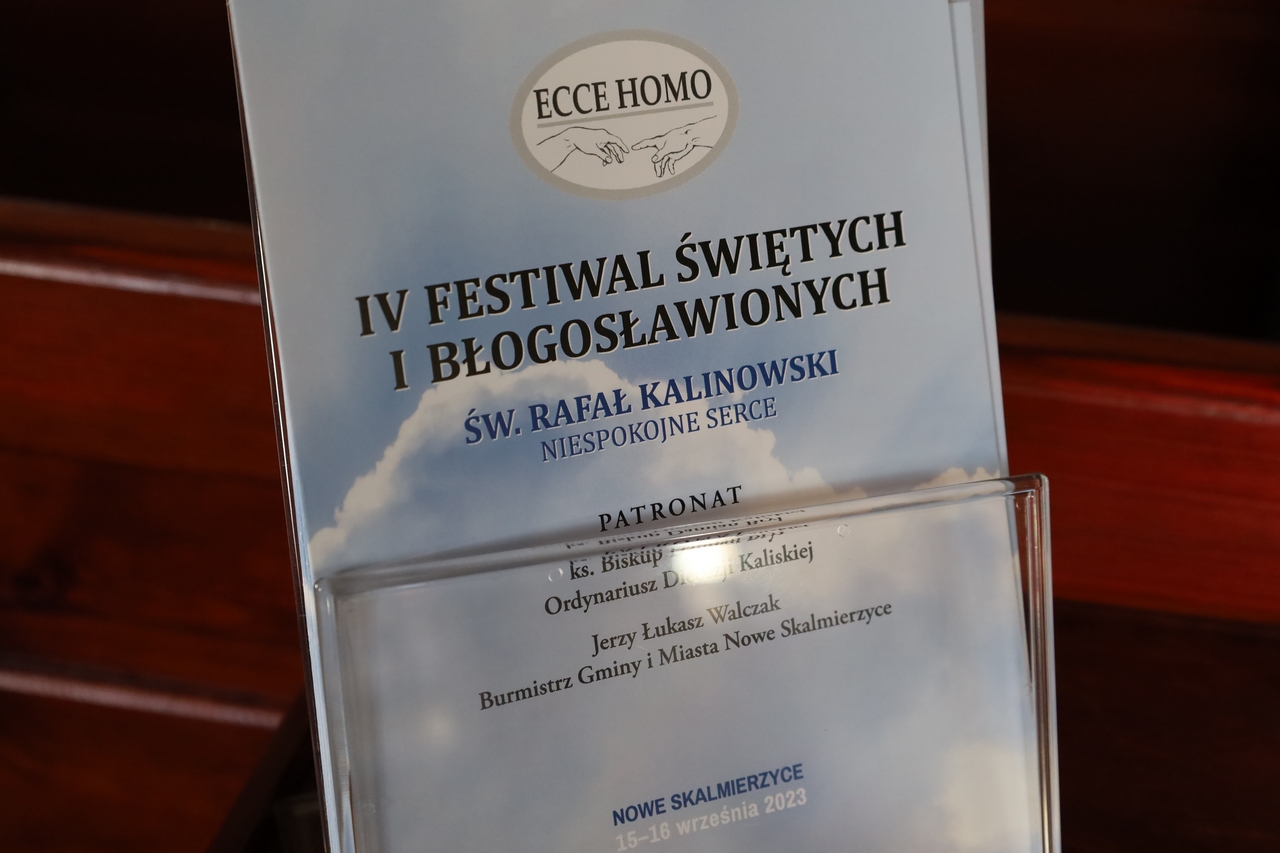 ECCE HOMO
IV FESTIWAL ŚWIĘTYCH
I BŁOGOSŁAWIONYCH
ŚW. RAFAŁ KALINOWSKI
NIESPOKOJNE SERCE
PATRONAT
ks. Biskup
Ordynariusz Kaliskiej
Jerzy Łukasz Walczak
Burmistrz Gminy i Miasta Nowe Skalmierzyce
NOWE SKALMIERZYCE
15–16 września 2023